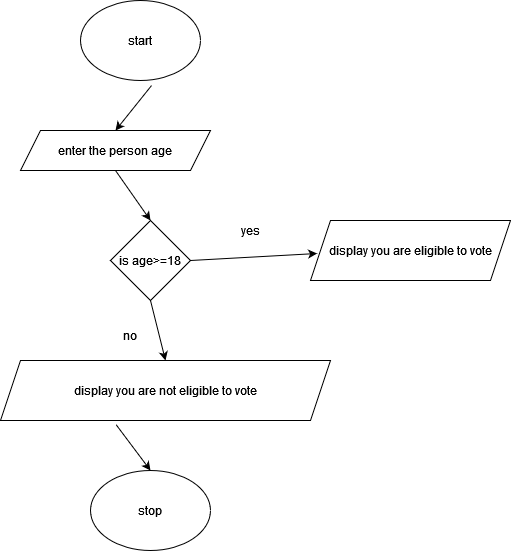 start
enter the person age
yes
is age>=18
display you are eligible to vote
no
display you are not eligible to vote
stop